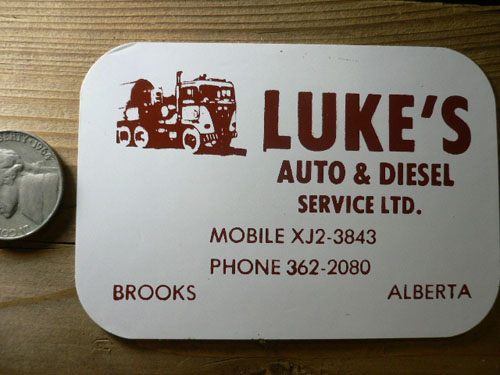 LUKE'S
AUTO & DIESEL
SERVICE LTD.
MOBILE XJ2-3843
PHONE 362-2080
BROOKS ALBERTA